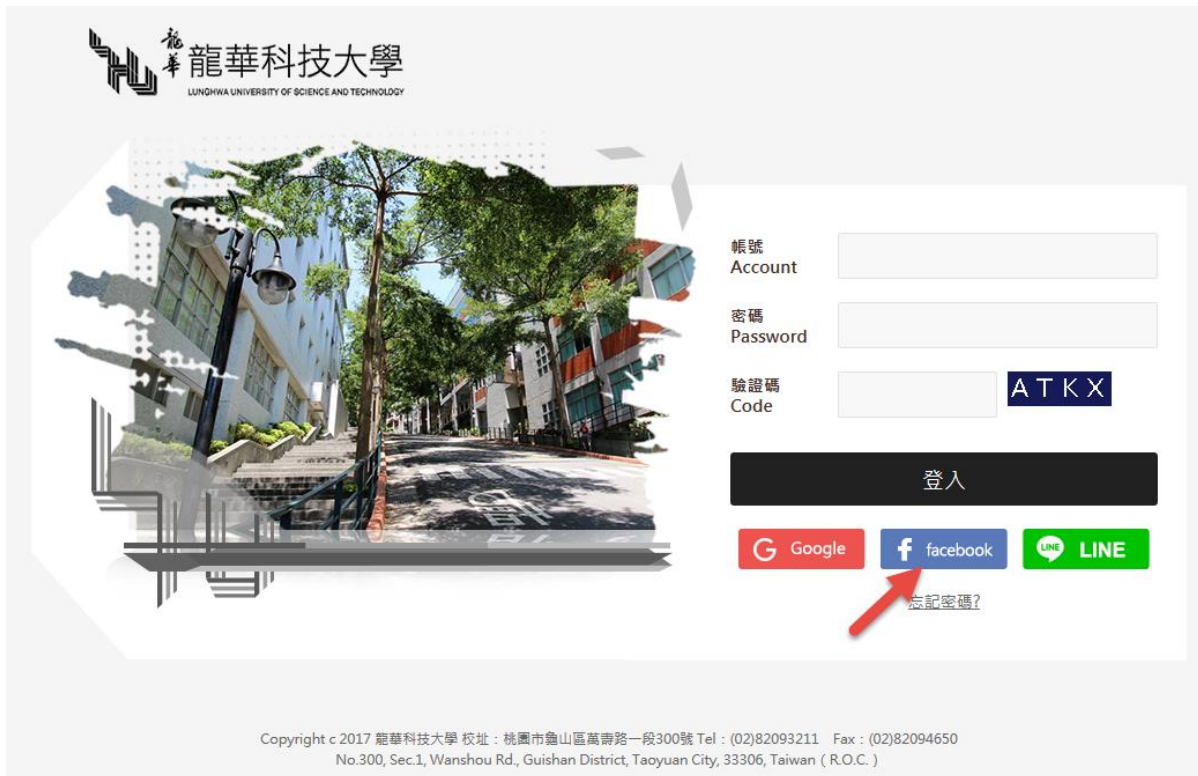 龍華
龍華科技大學
LUNGHWA UNIVERSITY OF SCIENCE AND TECHNOLOGY
帳號
Account
密碼
Password
驗證碼
Code
ATKX
登入
G Google
f facebook
LINE LINE
忘記密碼?
Copyright c 2017 龍華科技大學 校址：桃園市龜山區萬壽路一段300號 Tel：(02)82093211 Fax：(02)82094650
No.300, Sec.1, Wanshou Rd., Guishan District, Taoyuan City, 33306, Taiwan ( R.O.C. )